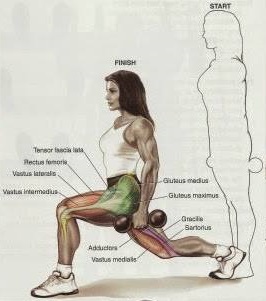 START
FINISH
Tensor fascia lata
Rectus femoris
Vastus lateralis
Vastus intermedius
Gluteus medius
Gluteus maximus
Gracilis
Sartorius
Adductors
Vastus medialis